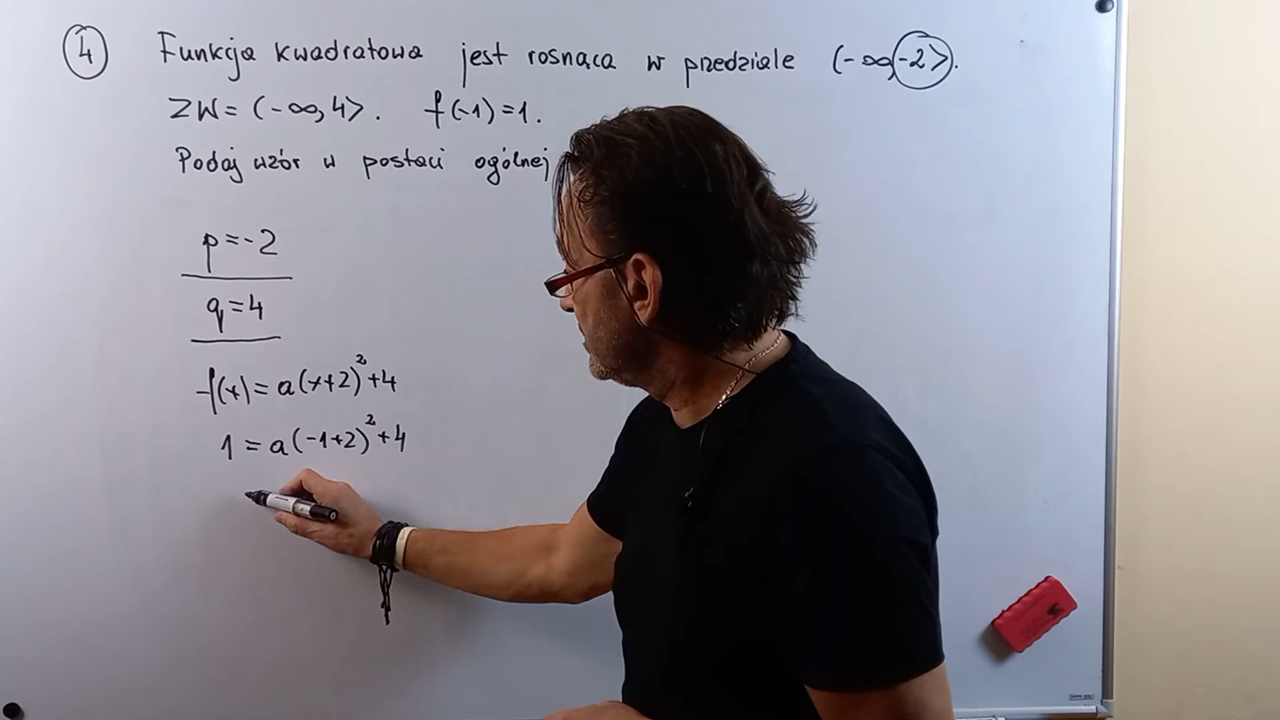 4 Funkcja kwadratowa jest rosnąca w przedziale (-∞,-2>.
ZW=(-∞,4>. f(-1)=1.
Podaj wzór w postaci ogólnej
p=-2
q=4
f(x)=a(x+2)²+4
1=a(-1+2)²+4